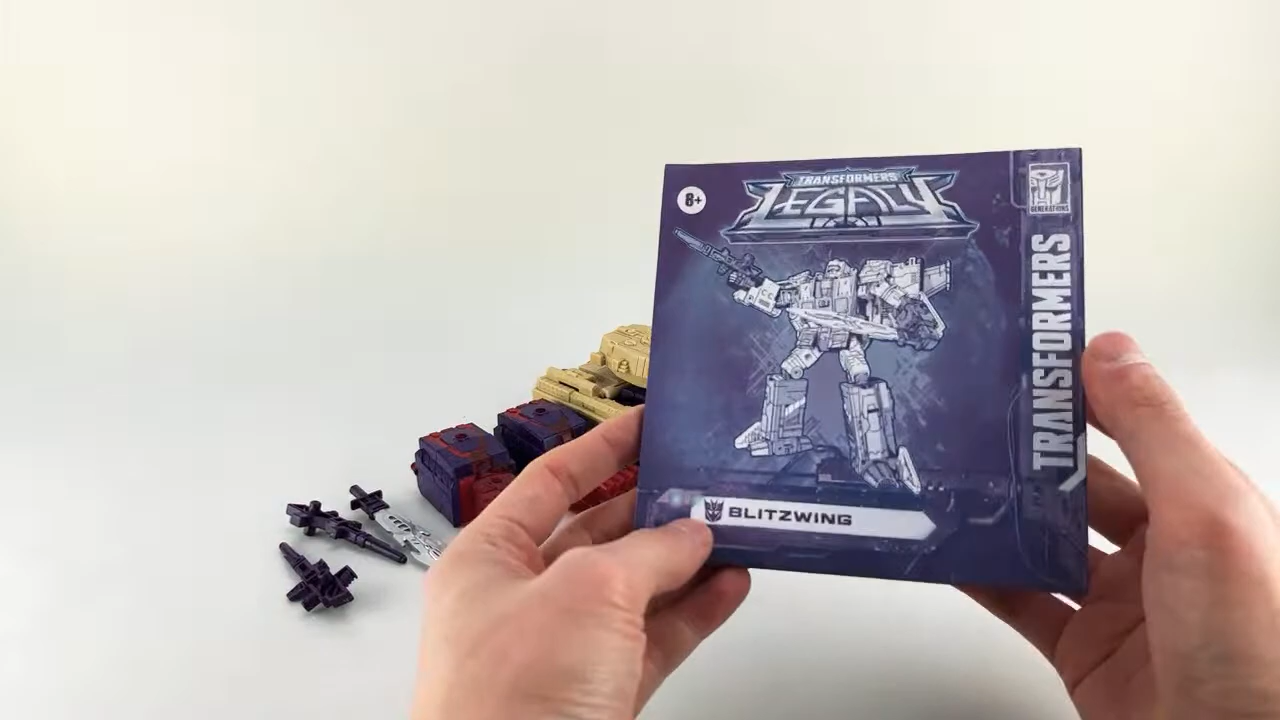 8+
TRANSFORMERS
LEGACY
GENERATIONS
TRANSFORMERS
BLITZWING